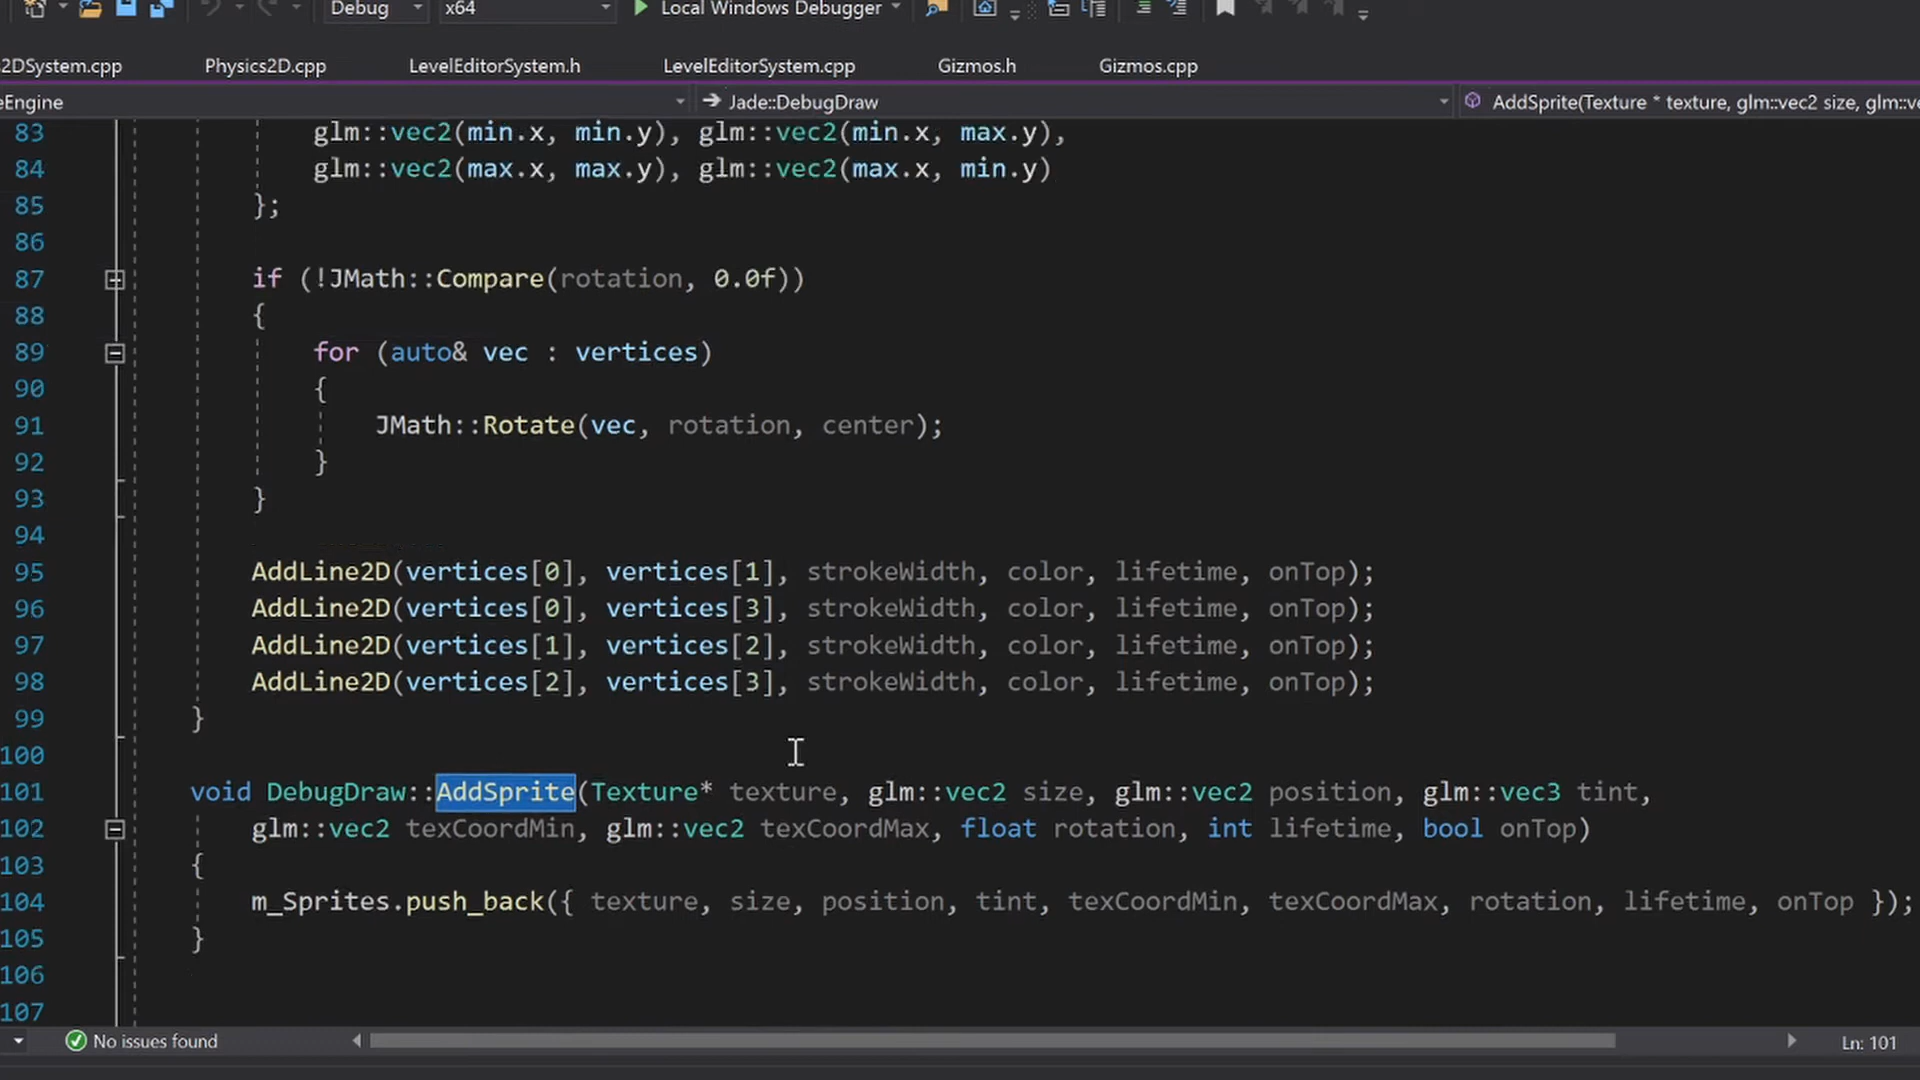 Debug x64 Local Windows Debugger
2DSystem.cpp Physics2D.cpp LevelEditorSystem.h LevelEditorSystem.cpp Gizmos.h Gizmos.cpp
eEngine Jade::DebugDraw AddSprite(Texture * texture, glm::vec2 size, glm::ve
83 glm::vec2(min.x, min.y), glm::vec2(min.x, max.y),
84 glm::vec2(max.x, max.y), glm::vec2(max.x, min.y)
85 };
86
87 if (!JMath::Compare(rotation, 0.0f))
88 {
89 for (auto& vec : vertices)
90 {
91 JMath::Rotate(vec, rotation, center);
92 }
93 }
94
95 AddLine2D(vertices[0], vertices[1], strokeWidth, color, lifetime, onTop);
96 AddLine2D(vertices[0], vertices[3], strokeWidth, color, lifetime, onTop);
97 AddLine2D(vertices[1], vertices[2], strokeWidth, color, lifetime, onTop);
98 AddLine2D(vertices[2], vertices[3], strokeWidth, color, lifetime, onTop);
99 }
100
101 void DebugDraw::AddSprite(Texture* texture, glm::vec2 size, glm::vec2 position, glm::vec3 tint,
102 glm::vec2 texCoordMin, glm::vec2 texCoordMax, float rotation, int lifetime, bool onTop)
103 {
104 m_Sprites.push_back({ texture, size, position, tint, texCoordMin, texCoordMax, rotation, lifetime, onTop });
105 }
106
107
No issues found Ln: 101